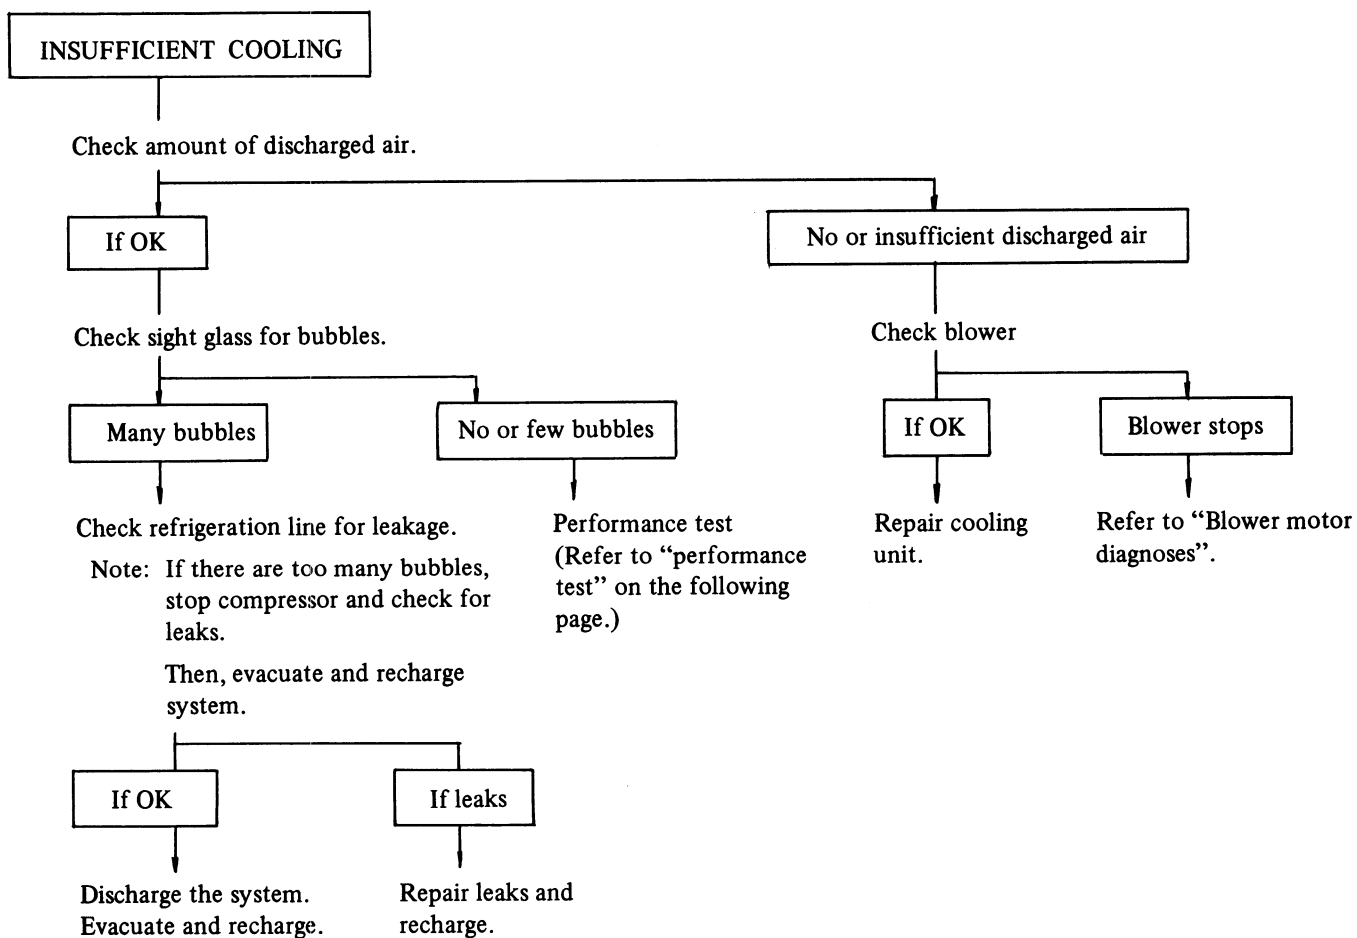 INSUFFICIENT COOLING
Check amount of discharged air.
If OK
No or insufficient discharged air
Check sight glass for bubbles.
Check blower
Many bubbles
No or few bubbles
If OK
Blower stops
Check refrigeration line for leakage.
Note: If there are too many bubbles,
stop compressor and check for
leaks.
Then, evacuate and recharge
system.
Performance test
(Refer to “performance
test” on the following
page.)
Repair cooling
unit.
Refer to “Blower motor
diagnoses”.
If OK
If leaks
Discharge the system.
Evacuate and recharge.
Repair leaks and
recharge.